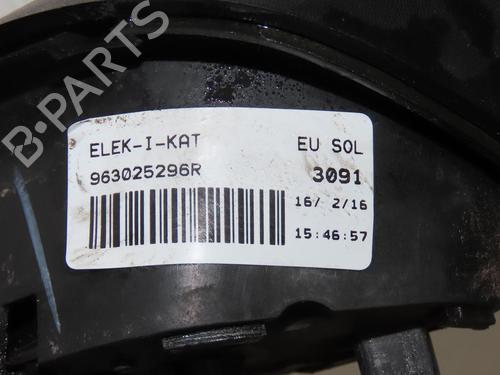 B-PARTS
ELEK-I-KAT EU SOL
963025296R 3091
16/ 2/16
15:46:57